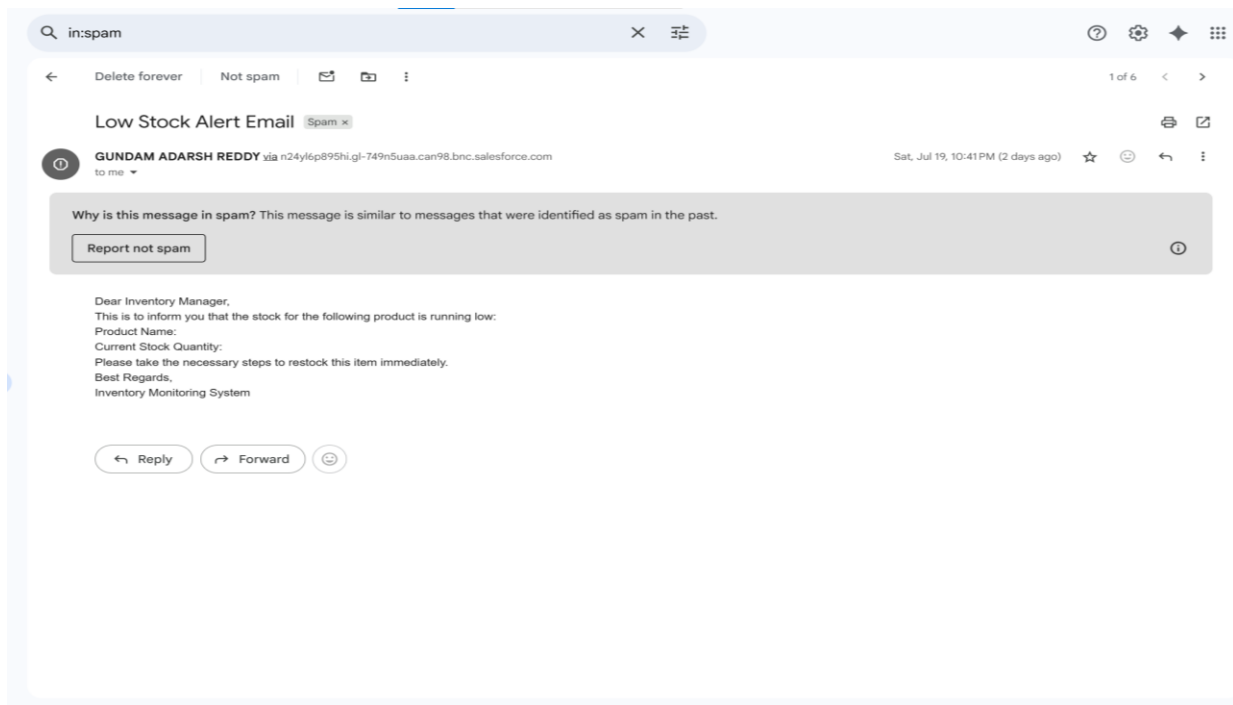 in:spam
Delete forever Not spam
1 of 6
Low Stock Alert Email Spam ×
GUNDAM ADARSH REDDY via n24yl6p895hi.gl-749n5uaa.can98.bnc.salesforce.com Sat, Jul 19, 10:41 PM (2 days ago)
to me
Why is this message in spam? This message is similar to messages that were identified as spam in the past.
Report not spam
Dear Inventory Manager,
This is to inform you that the stock for the following product is running low:
Product Name:
Current Stock Quantity:
Please take the necessary steps to restock this item immediately.
Best Regards,
Inventory Monitoring System
Reply Forward